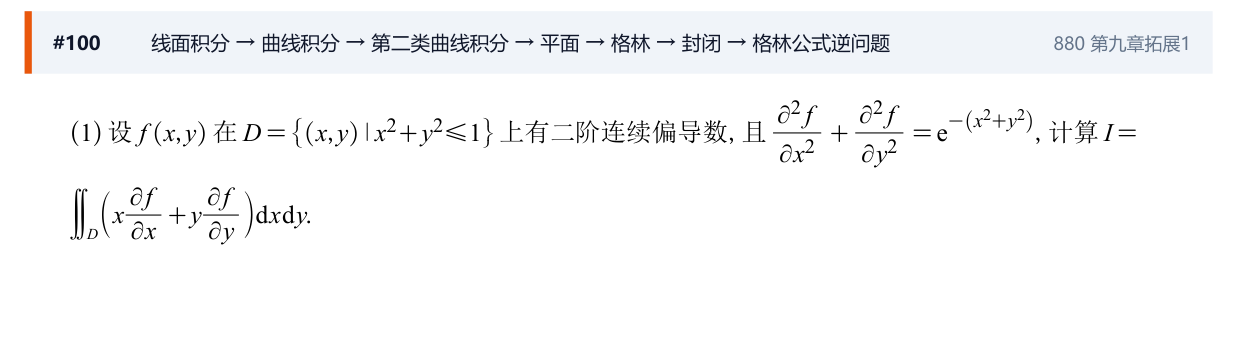 #100 线面积分 → 曲线积分 → 第二类曲线积分 → 平面 → 格林 → 封闭 → 格林公式逆问题 880 第九章拓展1
(1) 设 f(x,y) 在 D={(x,y)|x²+y²⩽1} 上有二阶连续偏导数, 且 ∂²f/∂x² + ∂²f/∂y² = e^{-(x²+y²)}, 计算 I=
∬_D (x ∂f/∂x + y ∂f/∂y) dxdy.